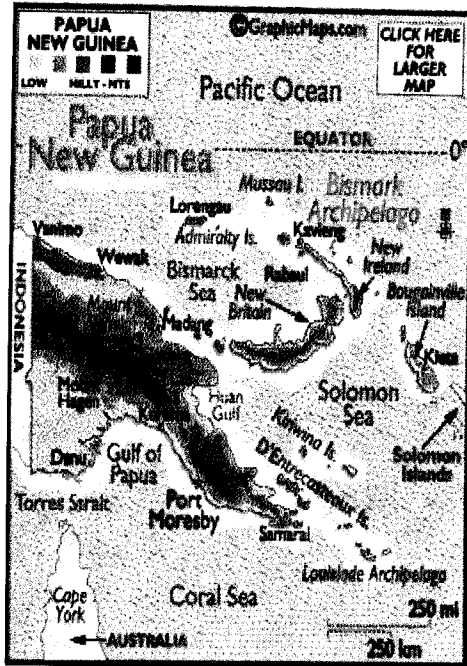 PAPUA
NEW GUINEA
LOW HILLY - MTS
©GraphicMaps.com
CLICK HERE
FOR
LARGER
MAP
Pacific Ocean
Papua
New Guinea
EQUATOR 0°
Mussau I.
Bismark
Archipelago
Lorengau
Admiralty Is.
Kavieng
Vanimo
Wewak
Bismarck
Sea
Rabaul
New
Ireland
New
Britain
Bougainville
Island
INDONESIA
Mount
Madang
Kieta
Solomon
Sea
Mount
Hagen
Huan
Gulf
Kiriwina Is.
Solomon
Islands
Daru
Gulf of
Papua
D'Entrecasteaux Is.
Torres Strait
Port
Moresby
Samarai
Louisiade Archipelago
Cape
York
Coral Sea
250 mi
AUSTRALIA
250 km